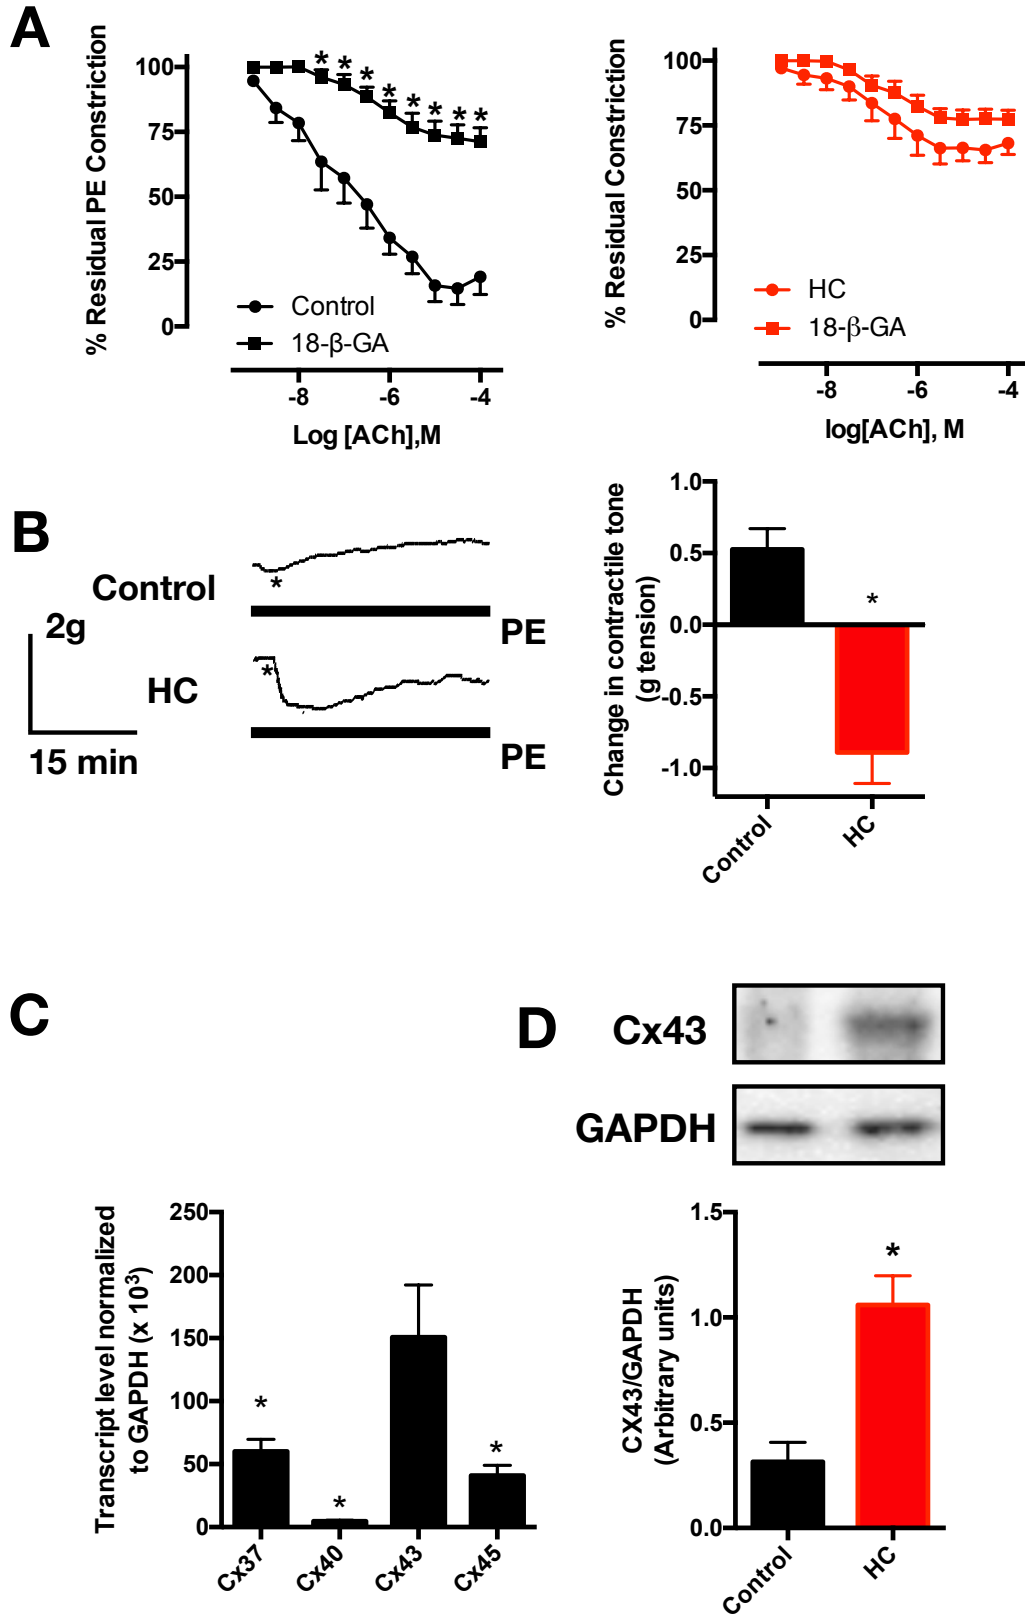 A
% Residual PE Constriction
100
75
50
25
0
* * * * * * * *
Control
18-β-GA
-8
-6
-4
Log [ACh],M
% Residual Constriction
100
75
50
25
0
HC
18-β-GA
-8
-6
-4
log[ACh], M
B
Control
*
PE
2g
HC
*
PE
15 min
Change in contractile tone
(g tension)
1.0
0.5
0.0
-0.5
-1.0
*
Control
HC
C
Transcript level normalized
to GAPDH (x 10³)
250
200
150
100
50
0
*
*
*
Cx37
Cx40
Cx43
Cx45
D
Cx43
GAPDH
CX43/GAPDH
(Arbitrary units)
1.5
1.0
0.5
0.0
*
Control
HC